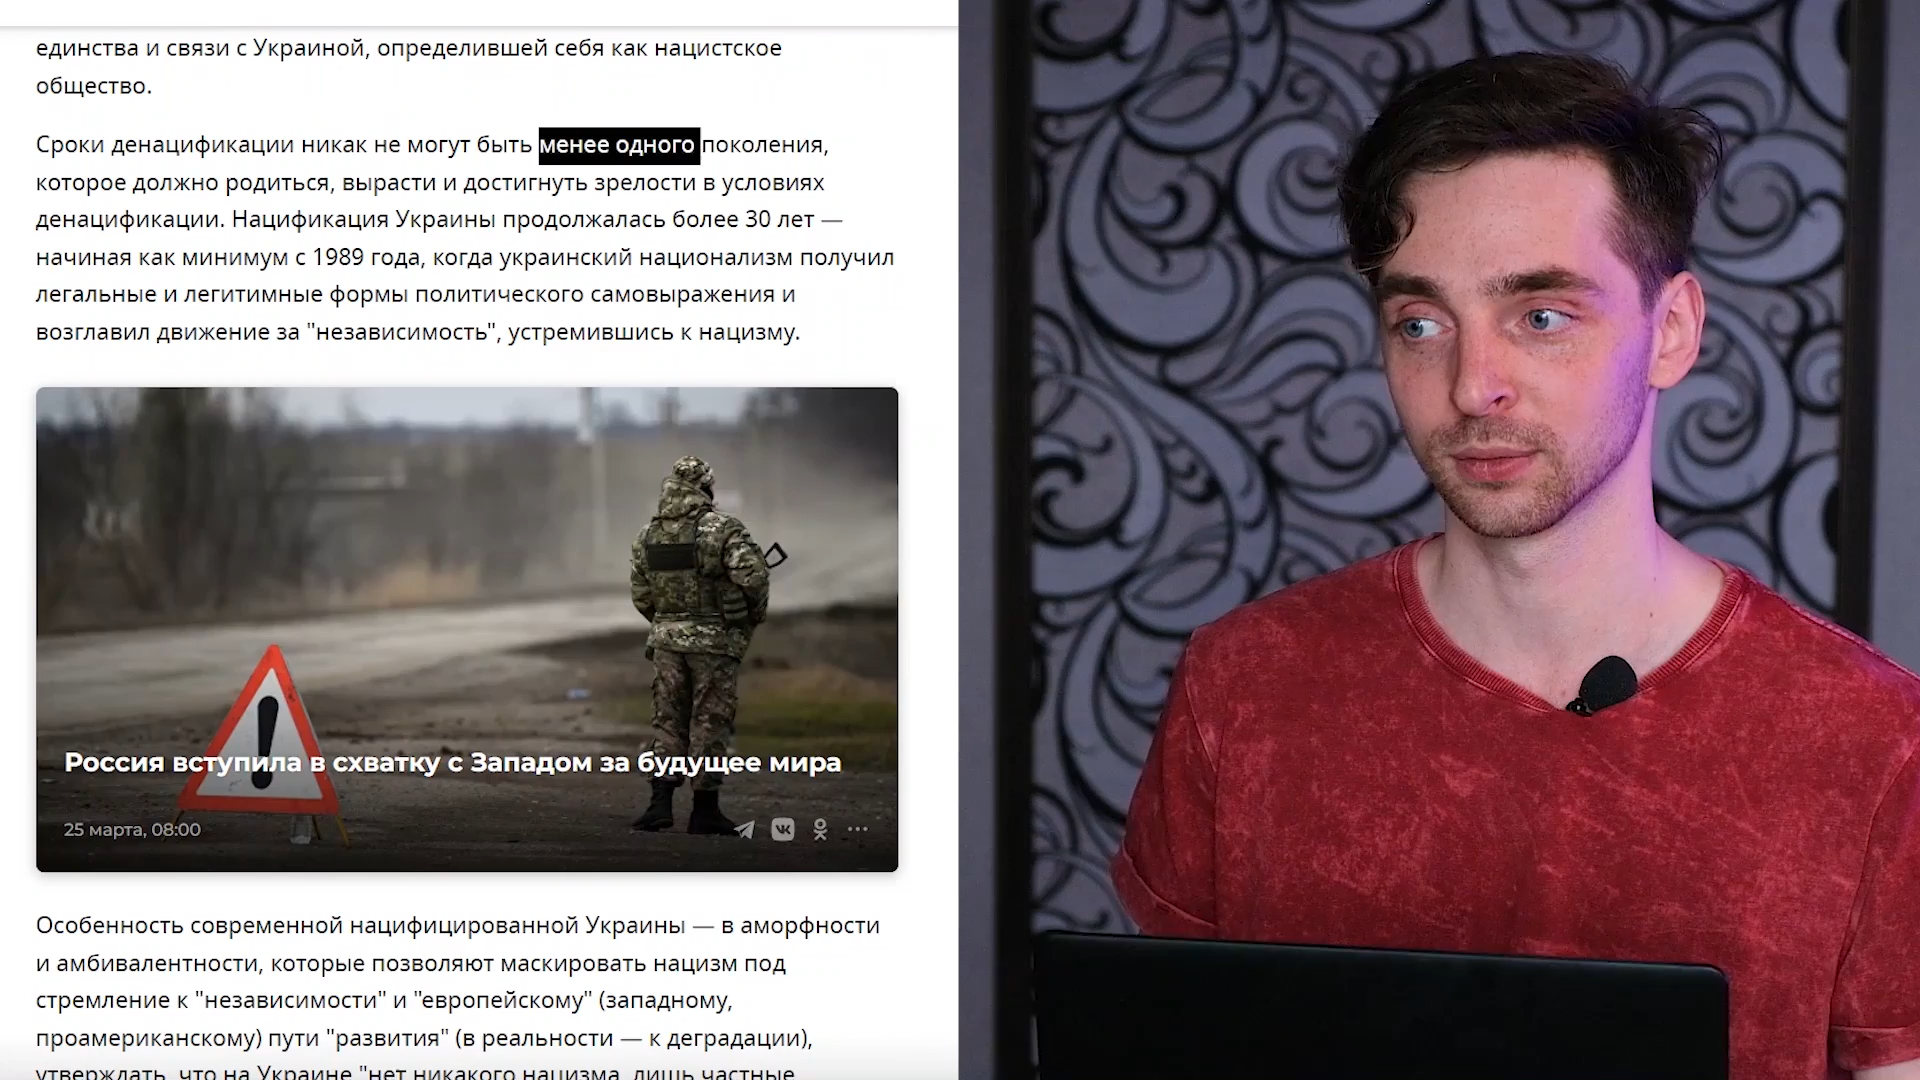 единства и связи с Украиной, определившей себя как нацистское
общество.
Сроки денацификации никак не могут быть менее одного поколения,
которое должно родиться, вырасти и достигнуть зрелости в условиях
денацификации. Нацификация Украины продолжалась более 30 лет —
начиная как минимум с 1989 года, когда украинский национализм получил
легальные и легитимные формы политического самовыражения и
возглавил движение за "независимость", устремившись к нацизму.
Россия вступила в схватку с Западом за будущее мира
25 марта, 08:00
Особенность современной нацифицированной Украины — в аморфности
и амбивалентности, которые позволяют маскировать нацизм под
стремление к "независимости" и "европейскому" (западному,
проамериканскому) пути "развития" (в реальности — к деградации),
утверждать, что на Украине "нет никакого нацизма, лишь частные